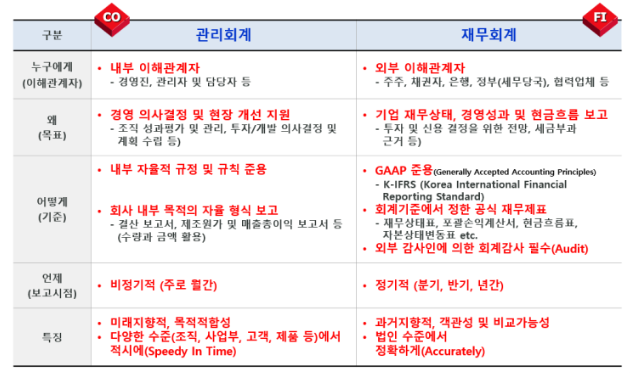 CO
FI
구분
관리회계
재무회계
누구에게
(이해관계자)
• 내부 이해관계자
- 경영진, 관리자 및 담당자 등
• 외부 이해관계자
- 주주, 채권자, 은행, 정부(세무당국), 협력업체 등
왜
(목표)
• 경영 의사결정 및 현장 개선 지원
- 조직 성과평가 및 관리, 투자/개발 의사결정 및
계획 수립 등)
• 기업 재무상태, 경영성과 및 현금흐름 보고
- 투자 및 신용 결정을 위한 전망, 세금부과
근거 등)
어떻게
(기준)
• 내부 자율적 규정 및 규칙 준용
• 회사 내부 목적의 자율 형식 보고
- 결산 보고서, 제조원가 및 매출총이익 보고서 등
(수량과 금액 활용)
• GAAP 준용(Generally Accepted Accounting Principles)
- K-IFRS (Korea International Financial
Reporting Standard)
• 회계기준에서 정한 공식 재무제표
- 재무상태표, 포괄손익계산서, 현금흐름표,
자본상태변동표 etc.
• 외부 감사인에 의한 회계감사 필수(Audit)
언제
(보고시점)
• 비정기적 (주로 월간)
• 정기적 (분기, 반기, 년간)
특징
• 미래지향적, 목적적합성
• 다양한 수준(조직, 사업부, 고객, 제품 등)에서
적시에(Speedy In Time)
• 과거지향적, 객관성 및 비교가능성
• 법인 수준에서
정확하게(Accurately)